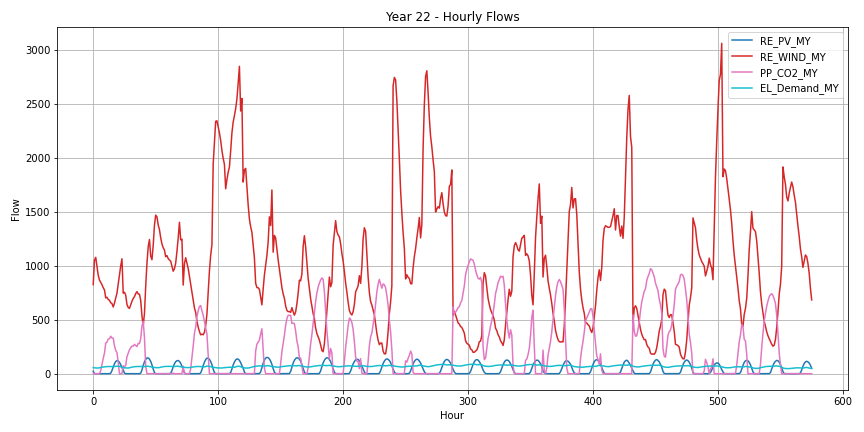 Year 22 - Hourly Flows
3000
2500
2000
1500
1000
500
0
Flow
RE_PV_MY
RE_WIND_MY
PP_CO2_MY
EL_Demand_MY
0 100 200 300 400 500 600
Hour